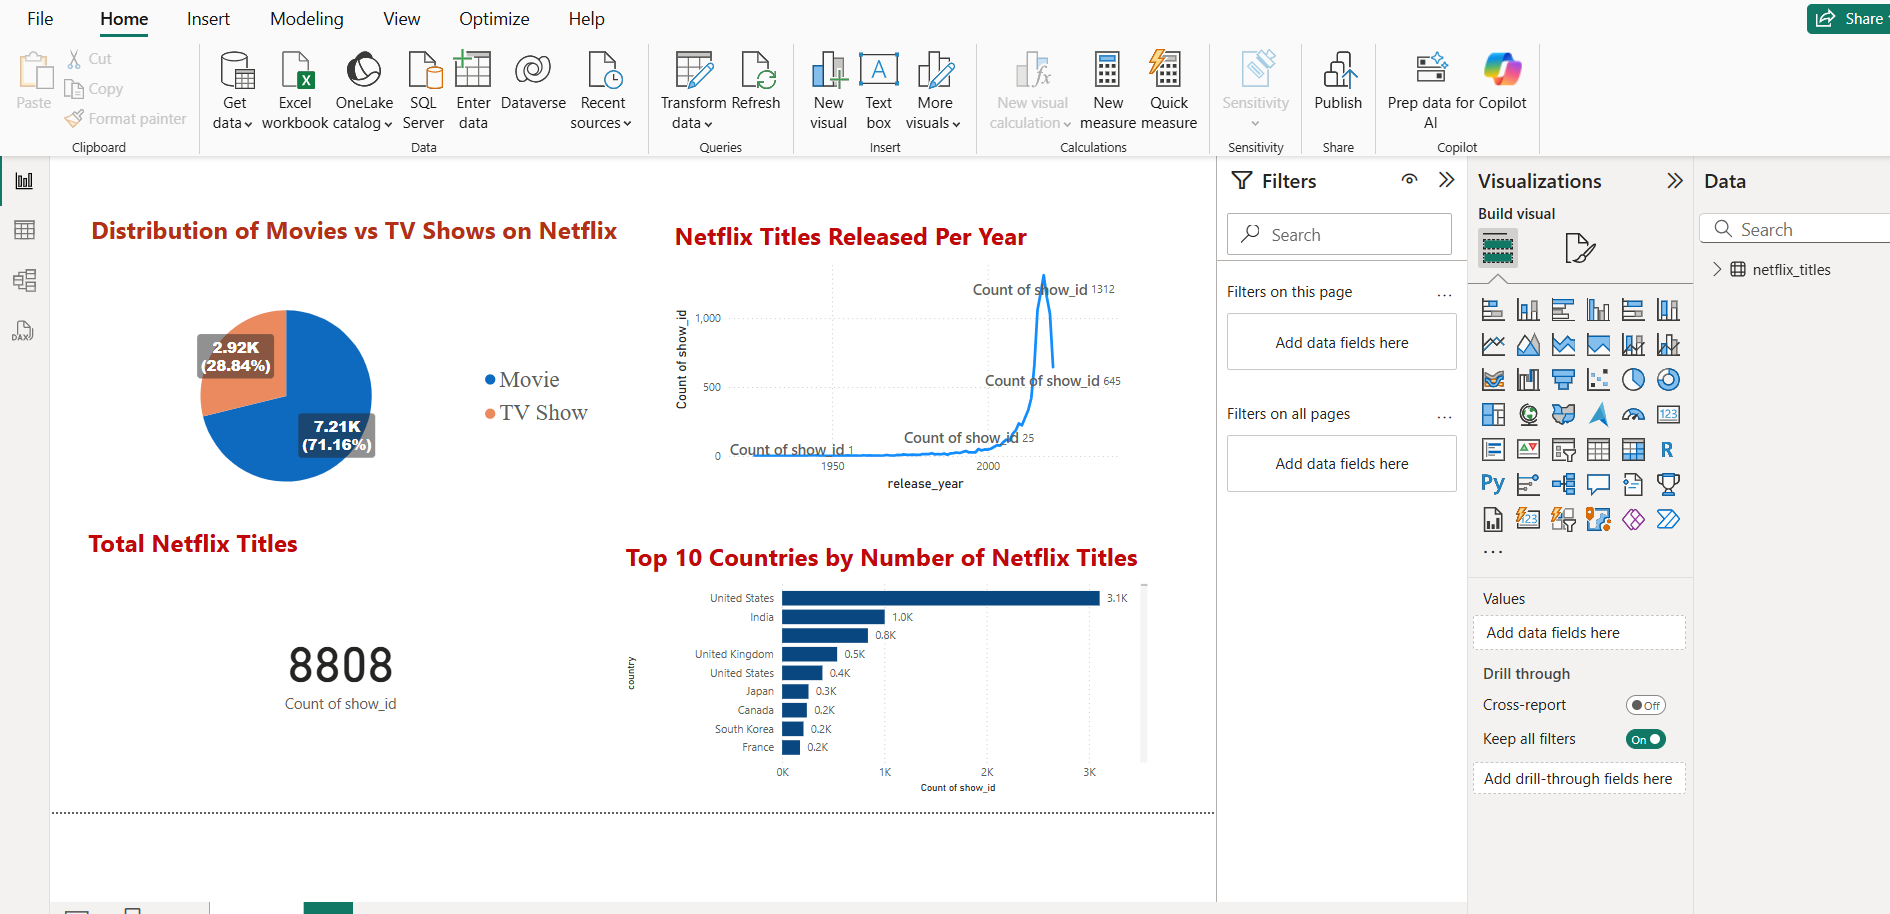 File Home Insert Modeling View Optimize Help
Share
Paste
Cut
Copy
Format painter
Clipboard
Get data
Excel workbook
OneLake catalog
SQL Server
Enter data
Dataverse
Recent sources
Data
Transform data
Refresh
Queries
New visual
Text box
More visuals
Insert
New visual calculation
New measure
Quick measure
Calculations
Sensitivity
Sensitivity
Publish
Share
Prep data for AI
Copilot
Copilot
Distribution of Movies vs TV Shows on Netflix
2.92K
(28.84%)
7.21K
(71.16%)
Movie
TV Show
Netflix Titles Released Per Year
Count of show_id
1,000
500
0
Count of show_id 1312
Count of show_id 645
Count of show_id 25
Count of show_id 1
1950
2000
release_year
Total Netflix Titles
8808
Count of show_id
Top 10 Countries by Number of Netflix Titles
country
United States 3.1K
India 1.0K
0.8K
United Kingdom 0.5K
United States 0.4K
Japan 0.3K
Canada 0.2K
South Korea 0.2K
France 0.2K
0K 1K 2K 3K
Count of show_id
Filters
Search
Filters on this page
...
Add data fields here
Filters on all pages
...
Add data fields here
Visualizations
Build visual
123
R
Py
123
...
Values
Add data fields here
Drill through
Cross-report
Off
Keep all filters
On
Add drill-through fields here
Data
Search
netflix_titles
DAX